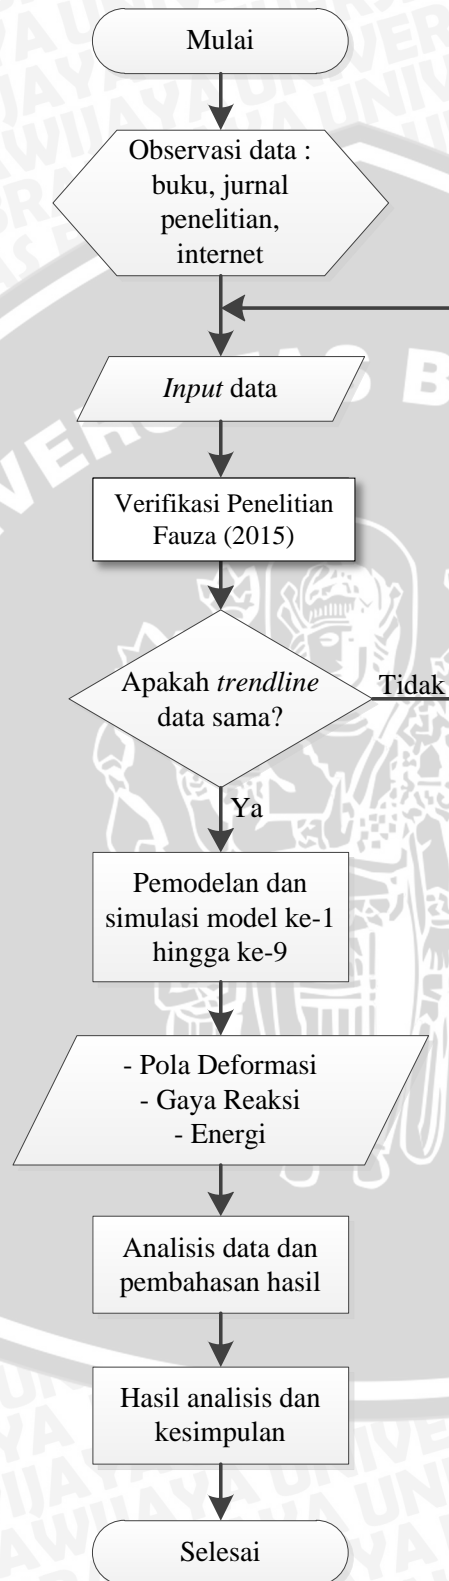 Mulai
Observasi data :
buku, jurnal
penelitian,
internet
Input data
Verifikasi Penelitian
Fauza (2015)
Apakah trendline
data sama?
Tidak
Ya
Pemodelan dan
simulasi model ke-1
hingga ke-9
- Pola Deformasi
- Gaya Reaksi
- Energi
Analisis data dan
pembahasan hasil
Hasil analisis dan
kesimpulan
Selesai